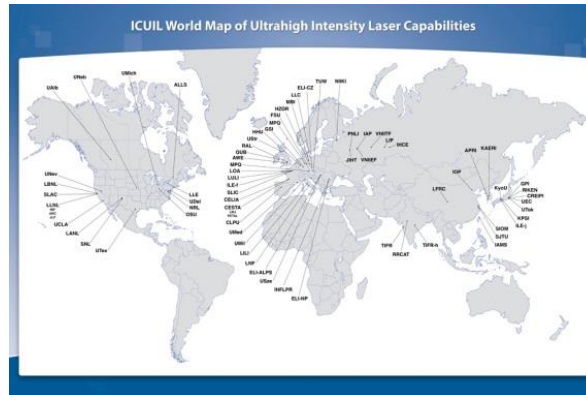 ICUIL World Map of Ultrahigh Intensity Laser Capabilities
UAlb
UNeb
UMich
ALLS
UNev
LBNL
SLAC
LLNL
UCLA
LANL
SNL
UTex
LLE
UDel
NRL
OSU
TUW
NIIKI
ELI-CZ
LLC
MBI
HZDR
FSU
MPQ
GSI
HHU
UStr
RAL
QUB
AWE
MPQ
LOA
LULI
ILE-I
SLIC
CELIA
CESTA
CLPU
UMed
UMil
LILI
LNF
ELI-ALPS
USze
INFLPR
ELI-NP
PNLI
IAP
VNIITF
LIP
IHCE
JIHT
VNIIEF
TIFR
RRCAT
TIFR-h
LFRC
IOP
APRI
KAERI
KyoU
GPI
RIKEN
CREIPI
UEC
UTok
KPSI
ILE-j
SIOM
SJTU
IAMS